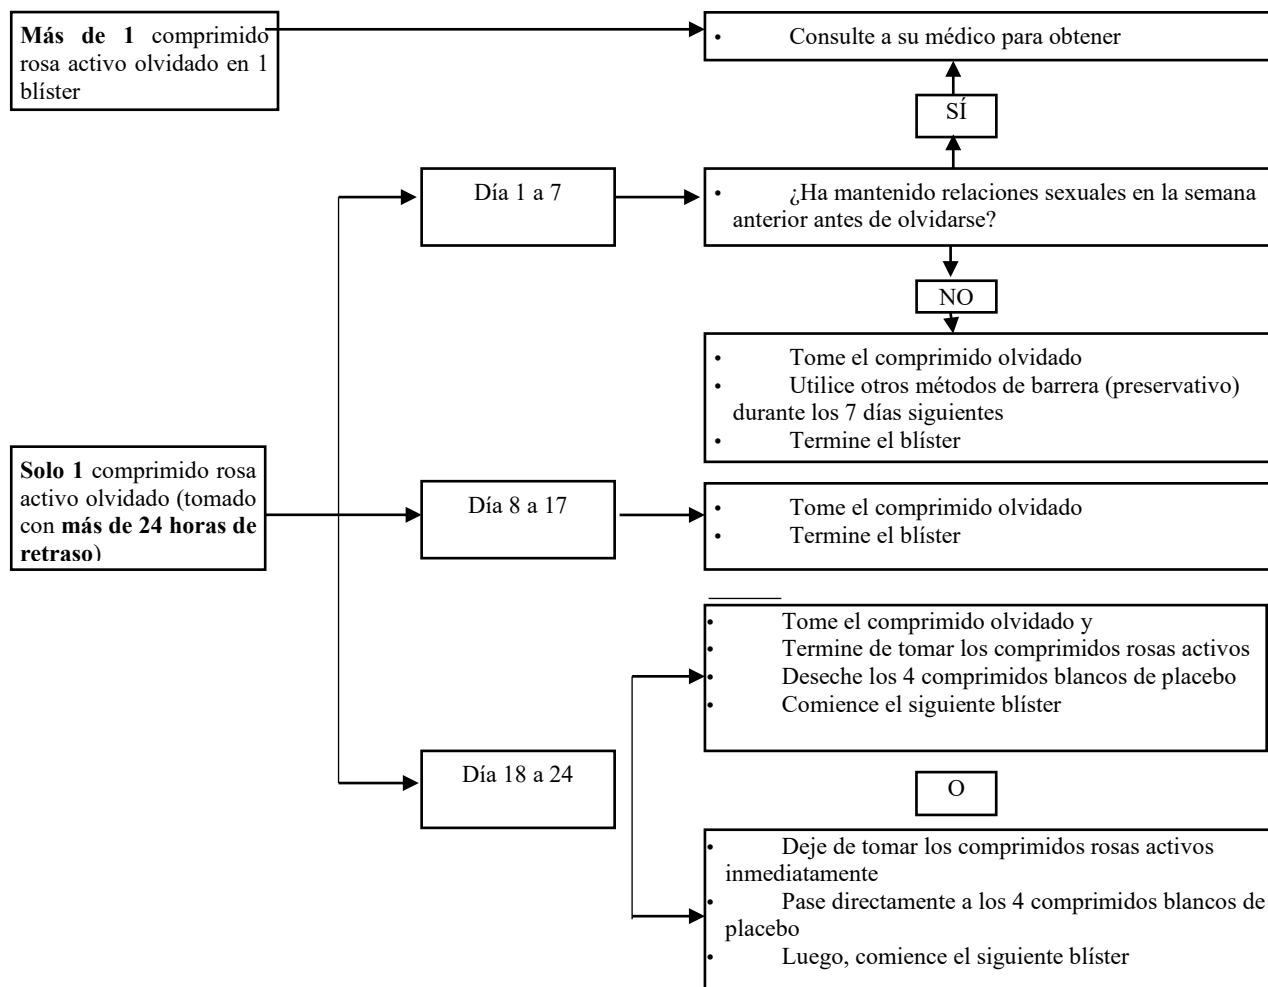 Más de 1 comprimido
rosa activo olvidado en 1
blíster
• Consulte a su médico para obtener
SÍ
Día 1 a 7
• ¿Ha mantenido relaciones sexuales en la semana
anterior antes de olvidarse?
NO
• Tome el comprimido olvidado
• Utilice otros métodos de barrera (preservativo)
durante los 7 días siguientes
• Termine el blíster
Solo 1 comprimido rosa
activo olvidado (tomado
con más de 24 horas de
retraso)
Día 8 a 17
• Tome el comprimido olvidado
• Termine el blíster
Día 18 a 24
• Tome el comprimido olvidado y
• Termine de tomar los comprimidos rosas activos
• Deseche los 4 comprimidos blancos de placebo
• Comience el siguiente blíster
O
• Deje de tomar los comprimidos rosas activos
inmediatamente
• Pase directamente a los 4 comprimidos blancos de
placebo
• Luego, comience el siguiente blíster